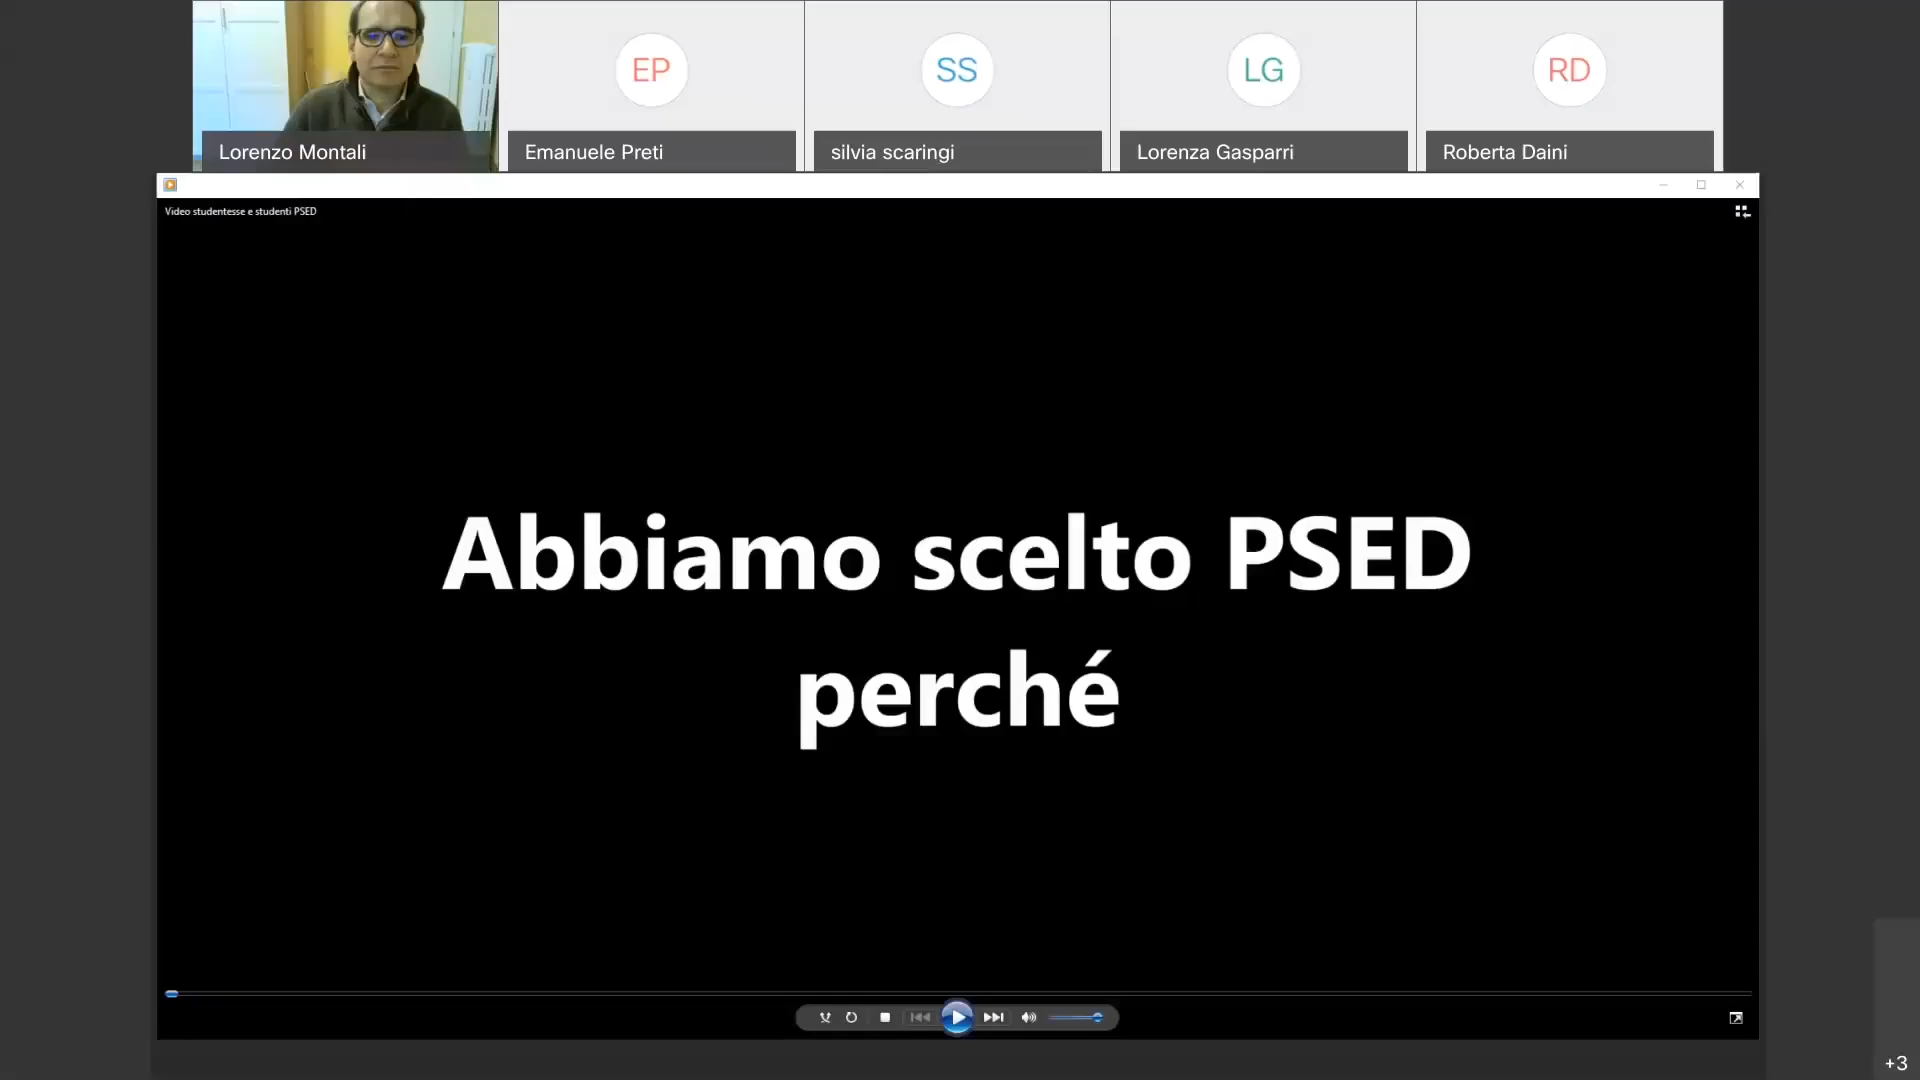 EP
SS
LG
RD
Lorenzo Montali
Emanuele Preti
silvia scaringi
Lorenza Gasparri
Roberta Daini
Video studentesse e studenti PSED
Abbiamo scelto PSED
perché
+3